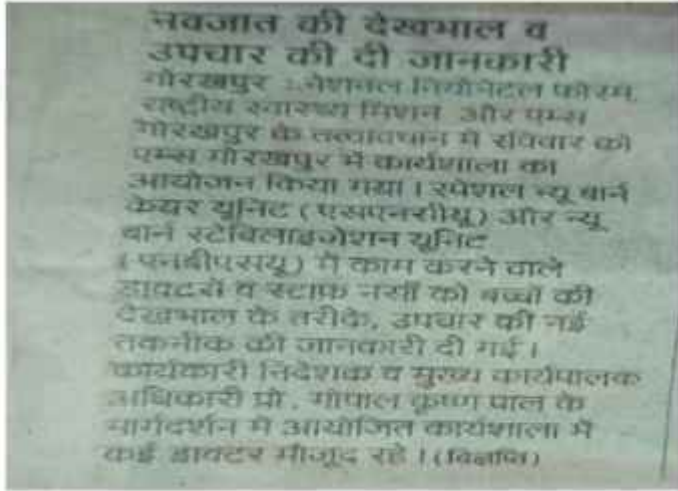 नवजात की देखभाल व
उपचार की दी जानकारी
गोरखपुर : नेशनल नियोनेटल फोरम,
राष्ट्रीय स्वास्थ्य मिशन और एम्स
गोरखपुर के तत्वावधान में रविवार को
एम्स गोरखपुर में कार्यशाला का
आयोजन किया गया। स्पेशल न्यू बार्न
केयर यूनिट (एसएनसीयू) और न्यू
बार्न स्टेबिलाइजेशन यूनिट
(एनबीएसयू) में काम करने वाले
डाक्टरों व स्टाफ नर्सों को बच्चों की
देखभाल के तरीके, उपचार की नई
तकनीक की जानकारी दी गई।
कार्यकारी निदेशक व मुख्य कार्यपालक
अधिकारी प्रो. गोपाल कृष्ण पाल के
मार्गदर्शन में आयोजित कार्यशाला में
कई डाक्टर मौजूद रहे। (विज्ञप्ति)